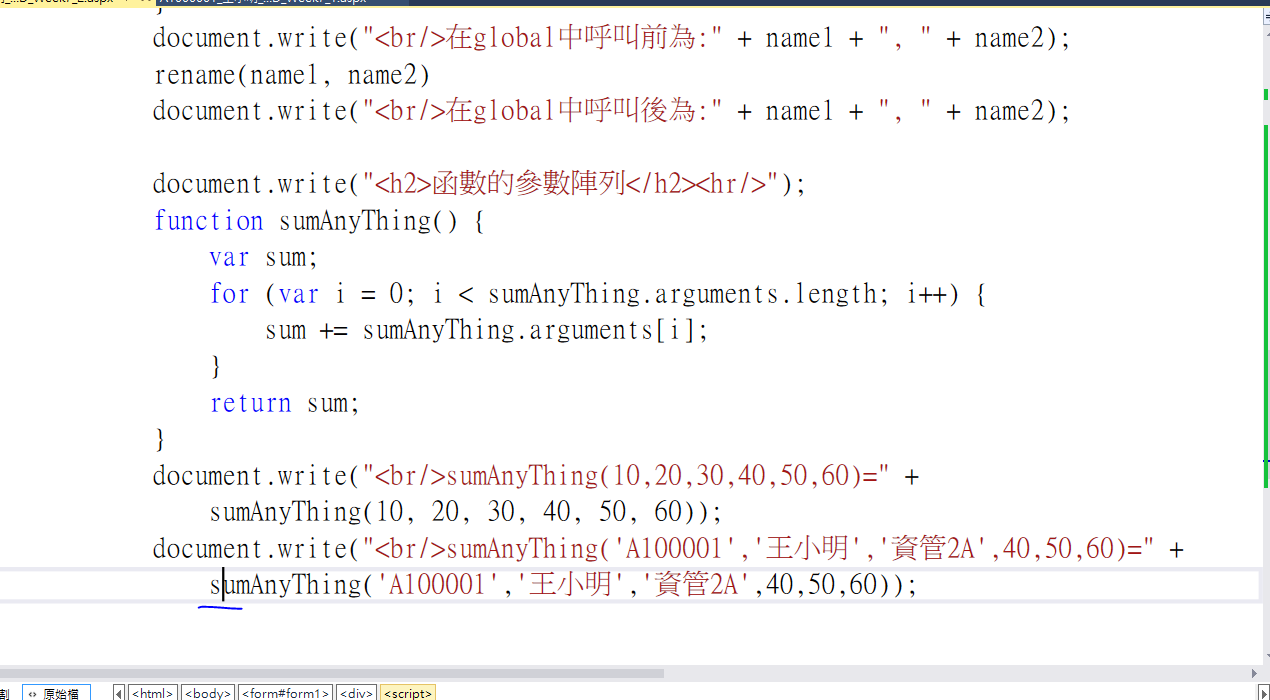 }
document.write("<br/>在global中呼叫前為:" + name1 + ", " + name2);
rename(name1, name2)
document.write("<br/>在global中呼叫後為:" + name1 + ", " + name2);
document.write("<h2>函數的參數陣列</h2><hr/>");
function sumAnyThing() {
var sum;
for (var i = 0; i < sumAnyThing.arguments.length; i++) {
sum += sumAnyThing.arguments[i];
}
return sum;
}
document.write("<br/>sumAnyThing(10,20,30,40,50,60)=" +
sumAnyThing(10, 20, 30, 40, 50, 60));
document.write("<br/>sumAnyThing('A100001','王小明','資管2A',40,50,60)=" +
sumAnyThing('A100001','王小明','資管2A',40,50,60));
割 原始檔 <html> <body> <form#form1> <div> <script>